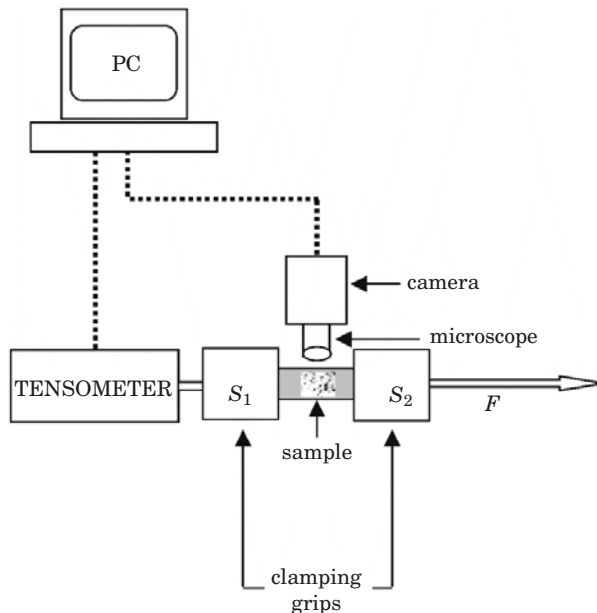 PC
camera
microscope
TENSOMETER
S1
S2
F
sample
clamping
grips